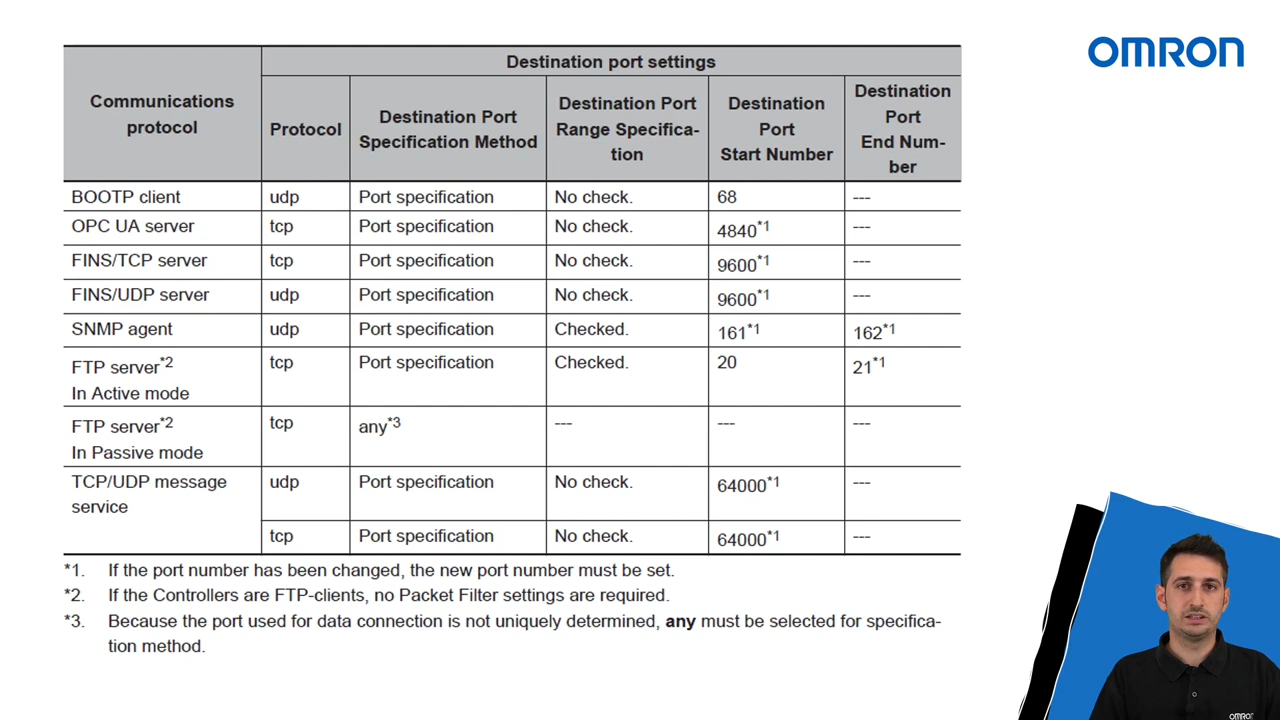 OMRON
Communications protocol | Destination port settings
Protocol | Destination Port Specification Method | Destination Port Range Specifica-tion | Destination Port Start Number | Destination Port End Num-ber
BOOTP client | udp | Port specification | No check. | 68 | ---
OPC UA server | tcp | Port specification | No check. | 4840*1 | ---
FINS/TCP server | tcp | Port specification | No check. | 9600*1 | ---
FINS/UDP server | udp | Port specification | No check. | 9600*1 | ---
SNMP agent | udp | Port specification | Checked. | 161*1 | 162*1
FTP server*2 In Active mode | tcp | Port specification | Checked. | 20 | 21*1
FTP server*2 In Passive mode | tcp | any*3 | --- | --- | ---
TCP/UDP message service | udp | Port specification | No check. | 64000*1 | ---
tcp | Port specification | No check. | 64000*1 | ---
*1. If the port number has been changed, the new port number must be set.
*2. If the Controllers are FTP-clients, no Packet Filter settings are required.
*3. Because the port used for data connection is not uniquely determined, any must be selected for specifica-
tion method.
OMRON